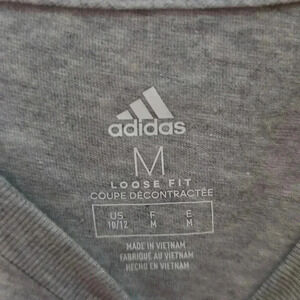 adidas
M
LOOSE FIT
COUPE DÉCONTRACTÉE
US F E
10/12 M M
MADE IN VIETNAM
FABRIQUÉ AU VIETNAM
HECHO EN VIETNAM